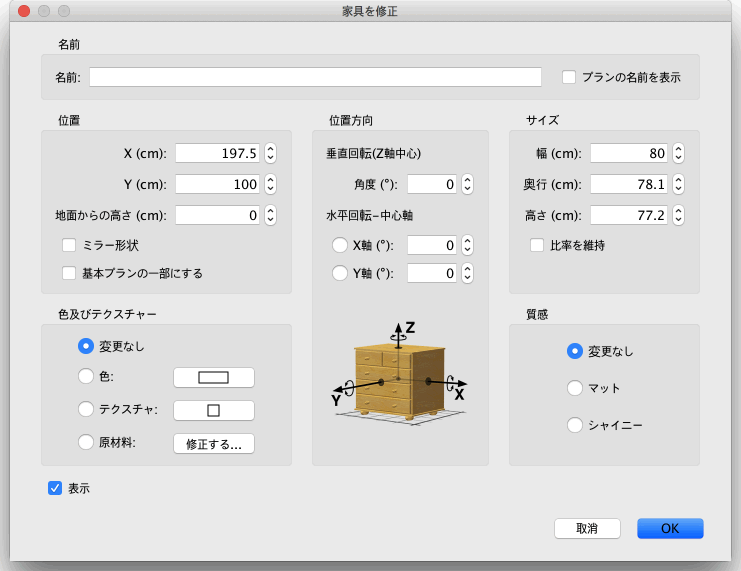 家具を修正
名前
名前:
プランの名前を表示
位置
X (cm): 197.5
Y (cm): 100
地面からの高さ (cm): 0
ミラー形状
基本プランの一部にする
位置方向
垂直回転(Z軸中心)
角度 (°): 0
水平回転−中心軸
X軸 (°): 0
Y軸 (°): 0
サイズ
幅 (cm): 80
奥行 (cm): 78.1
高さ (cm): 77.2
比率を維持
色及びテクスチャー
変更なし
色:
テクスチャ:
原材料: 修正する...
Z
Y
X
質感
変更なし
マット
シャイニー
表示
取消
OK